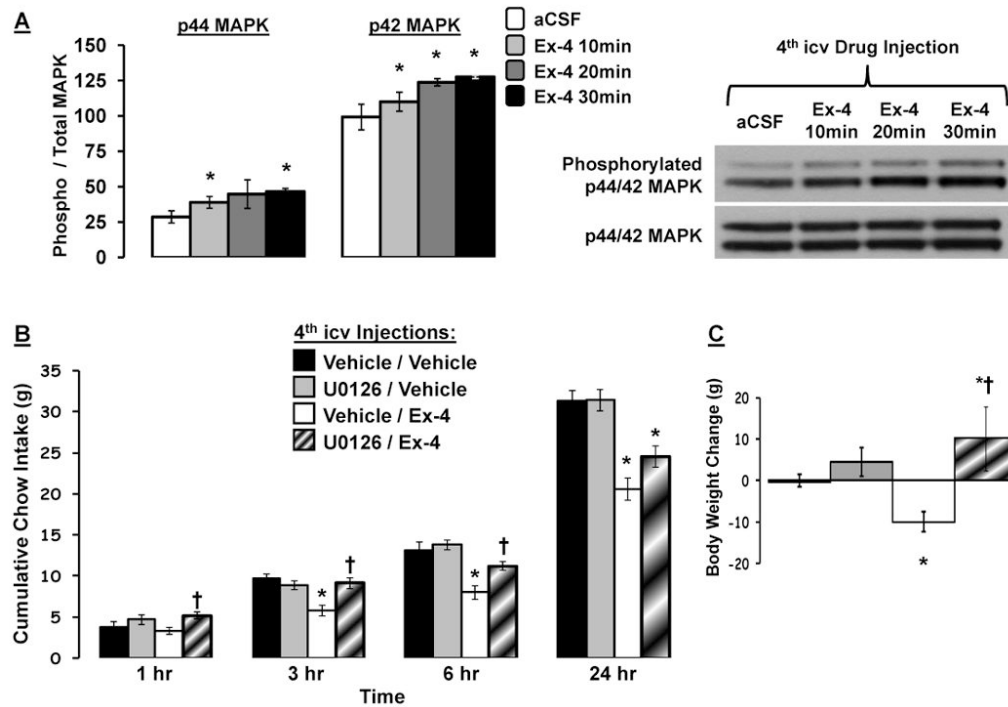 A
p44 MAPK
p42 MAPK
Phospho / Total MAPK
150
125
100
75
50
25
0
*
*
*
*
*
aCSF
Ex-4 10min
Ex-4 20min
Ex-4 30min
4th icv Drug Injection
aCSF
Ex-4 10min
Ex-4 20min
Ex-4 30min
Phosphorylated
p44/42 MAPK
p44/42 MAPK
B
4th icv Injections:
Vehicle / Vehicle
U0126 / Vehicle
Vehicle / Ex-4
U0126 / Ex-4
Cumulative Chow Intake (g)
35
30
25
20
15
10
5
0
†
*
†
*
†
*
*
1 hr
3 hr
6 hr
24 hr
Time
C
Body Weight Change (g)
20
10
0
-10
-20
*
*†